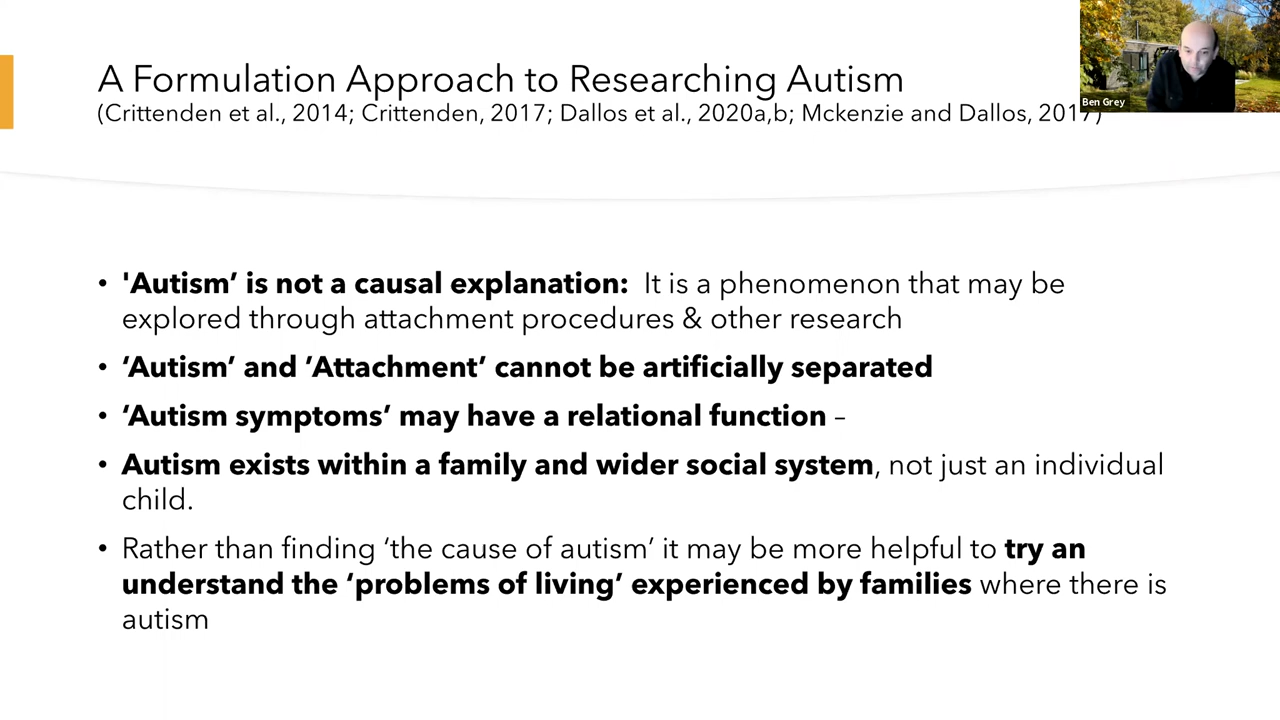 A Formulation Approach to Researching Autism
(Crittenden et al., 2014; Crittenden, 2017; Dallos et al., 2020a,b; Mckenzie and Dallos, 2017)
Ben Grey
• 'Autism’ is not a causal explanation: It is a phenomenon that may be
explored through attachment procedures & other research
• ‘Autism’ and ‘Attachment’ cannot be artificially separated
• ‘Autism symptoms’ may have a relational function –
• Autism exists within a family and wider social system, not just an individual
child.
• Rather than finding ‘the cause of autism’ it may be more helpful to try an
understand the ‘problems of living’ experienced by families where there is
autism